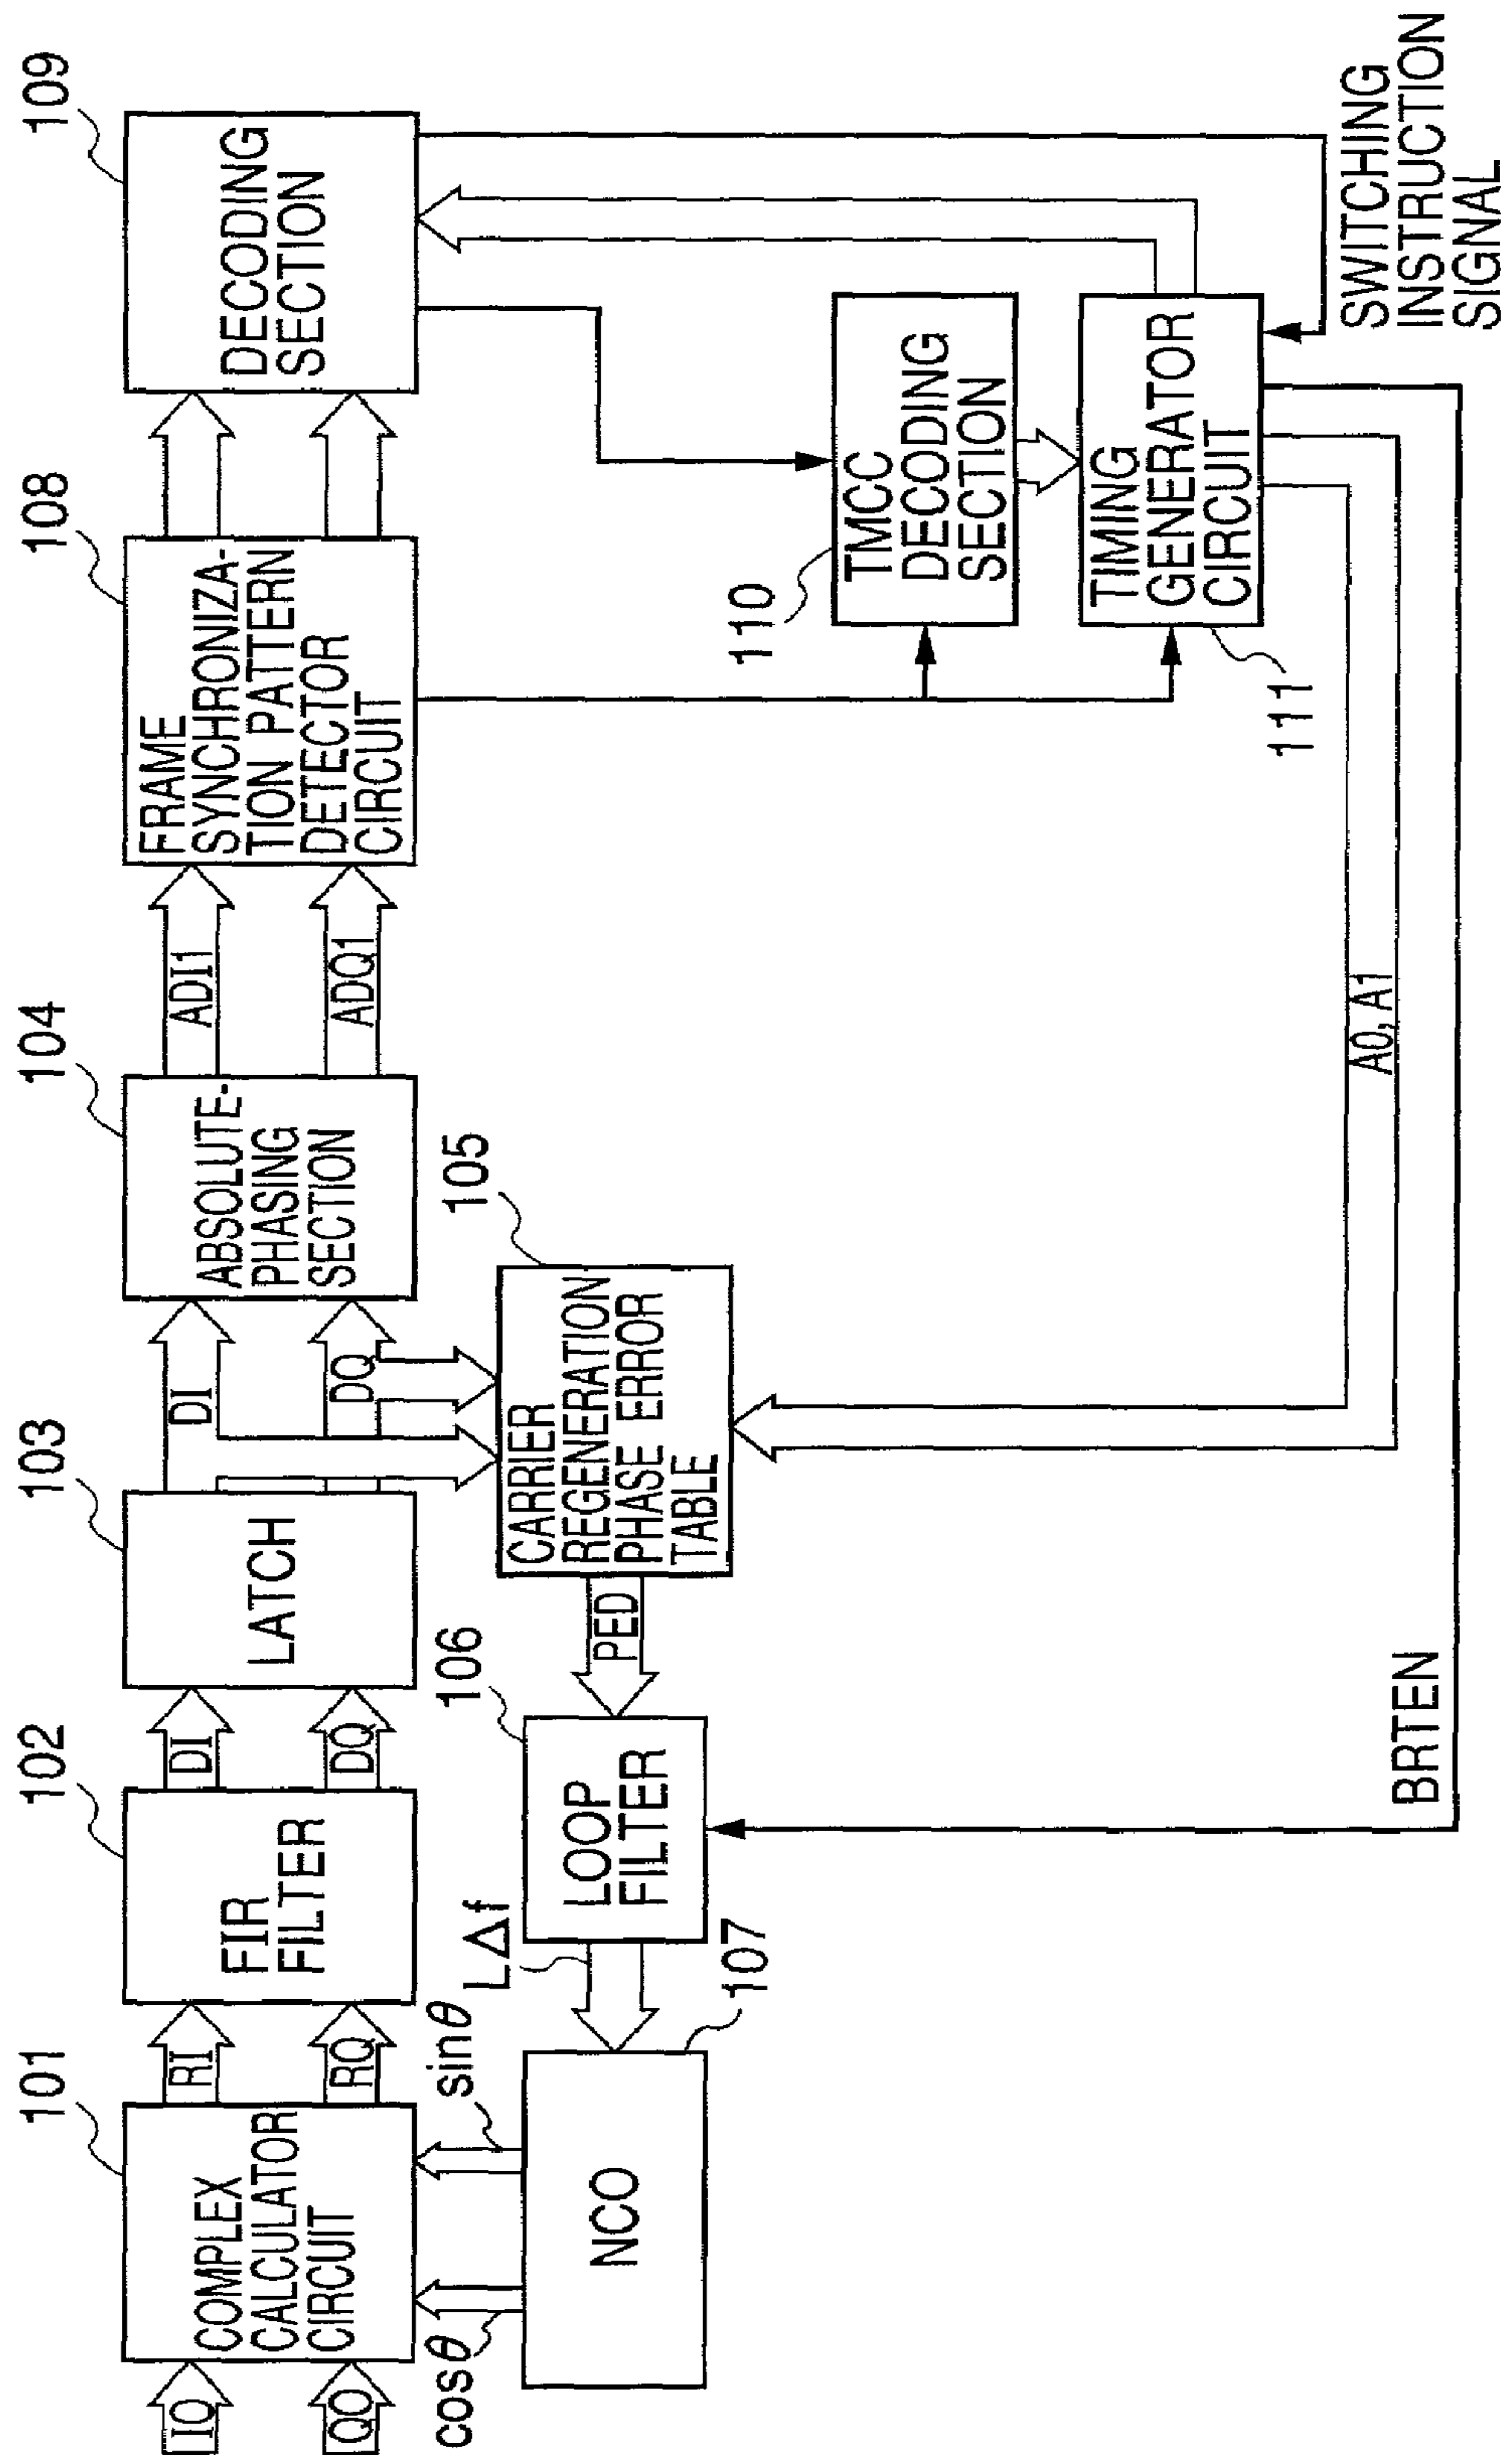 101
COMPLEX
CALCULATOR
CIRCUIT
I0
Q0
RI
RQ
102
FIR
FILTER
DI
DQ
103
LATCH
DI
DQ
104
ABSOLUTE-
PHASING
SECTION
ADI1
ADQ1
108
FRAME
SYNCHRONIZA-
TION PATTERN
DETECTOR
CIRCUIT
109
DECODING
SECTION
cosθ
sinθ
NCO
107
LΔf
106
LOOP
FILTER
PED
105
CARRIER
REGENERATION
PHASE ERROR
TABLE
110
TMCC
DECODING
SECTION
111
TIMING
GENERATOR
CIRCUIT
A0, A1
BRTEN
SWITCHING
INSTRUCTION
SIGNAL